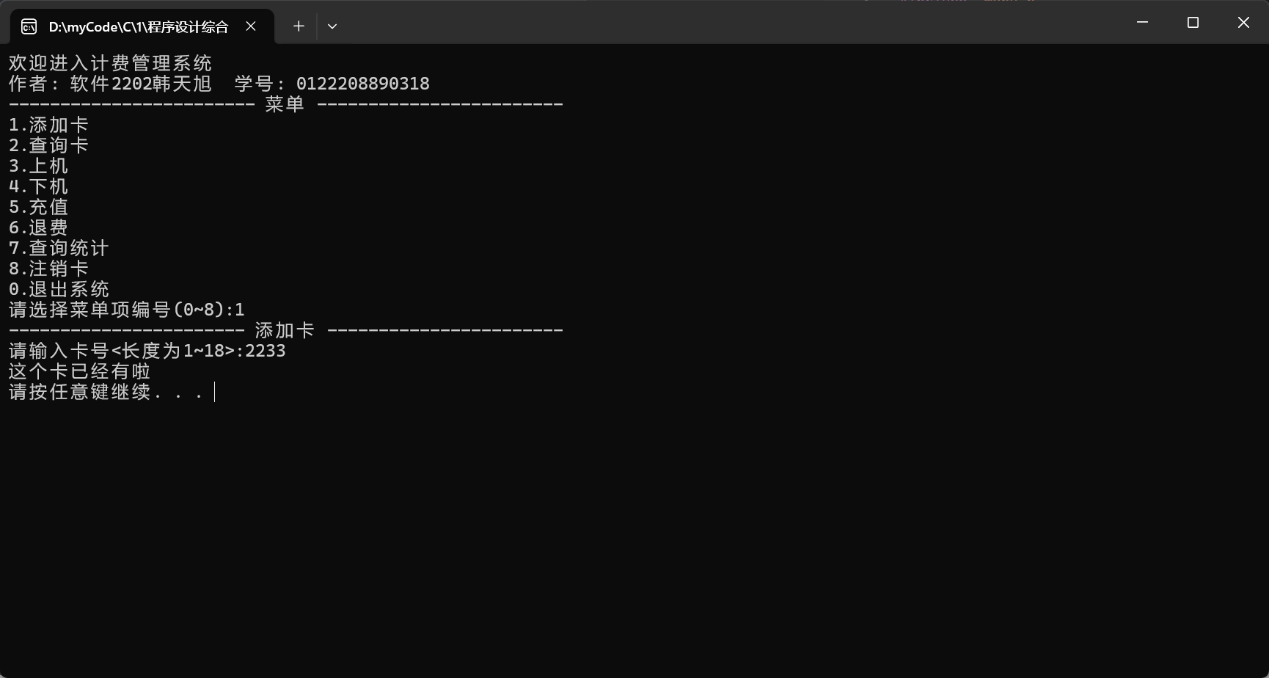 D:\myCode\C\1\程序设计综合
欢迎进入计费管理系统
作者: 软件2202韩天旭  学号: 0122208890318
------------------------ 菜单 ------------------------
1.添加卡
2.查询卡
3.上机
4.下机
5.充值
6.退费
7.查询统计
8.注销卡
0.退出系统
请选择菜单项编号(0~8):1
----------------------- 添加卡 -----------------------
请输入卡号<长度为1~18>:2233
这个卡已经有啦
请按任意键继续. . .